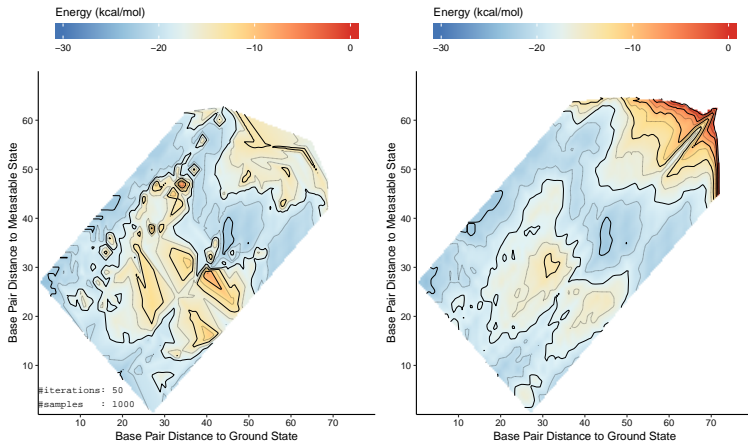 Energy (kcal/mol)
−30 −20 −10 0
Base Pair Distance to Metastable State
60
50
40
30
20
10
#iterations: 50
#samples : 1000
10 20 30 40 50 60 70
Base Pair Distance to Ground State
Energy (kcal/mol)
−30 −20 −10 0
Base Pair Distance to Metastable State
60
50
40
30
20
10
10 20 30 40 50 60 70
Base Pair Distance to Ground State